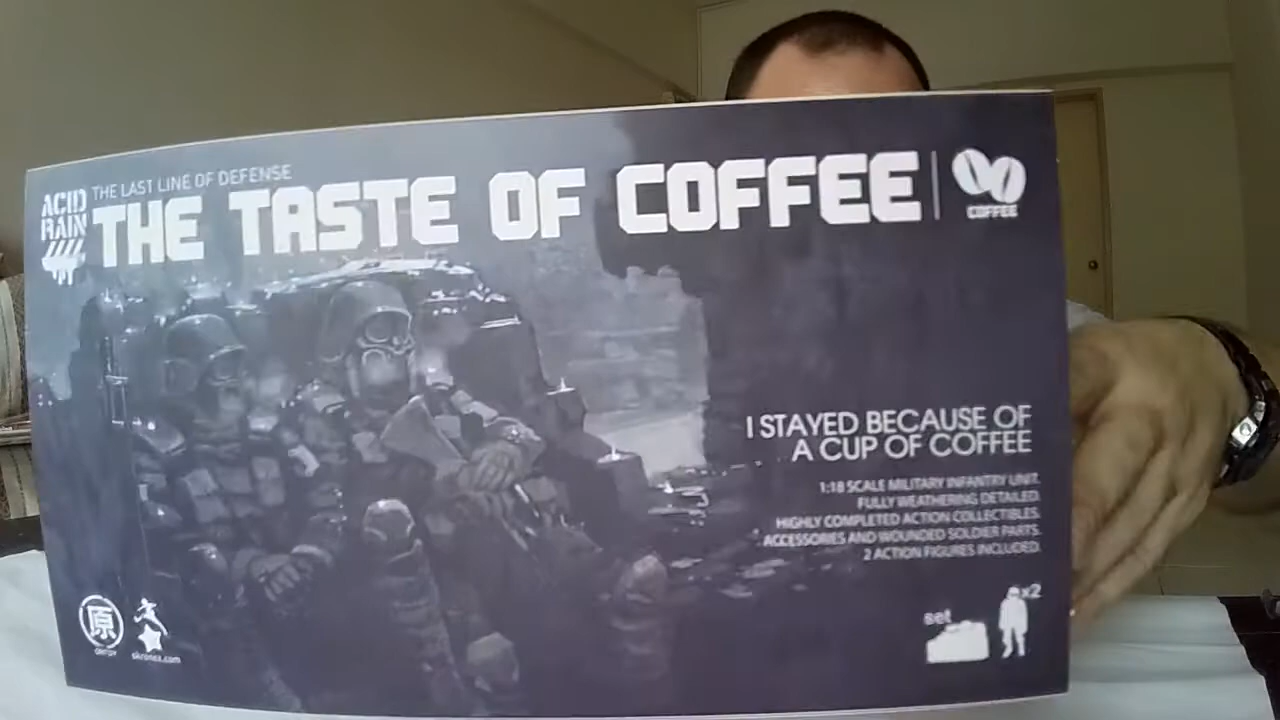 ACID
RAIN
THE LAST LINE OF DEFENSE
THE TASTE OF COFFEE
COFFEE
I STAYED BECAUSE OF
A CUP OF COFFEE
1:18 SCALE MILITARY INFANTRY UNIT.
FULLY WEATHERING DETAILED.
HIGHLY COMPLETED ACTION COLLECTIBLES.
ACCESSORIES AND WOUNDED SOLDIER PARTS.
2 ACTION FIGURES INCLUDED.
set
x2
原